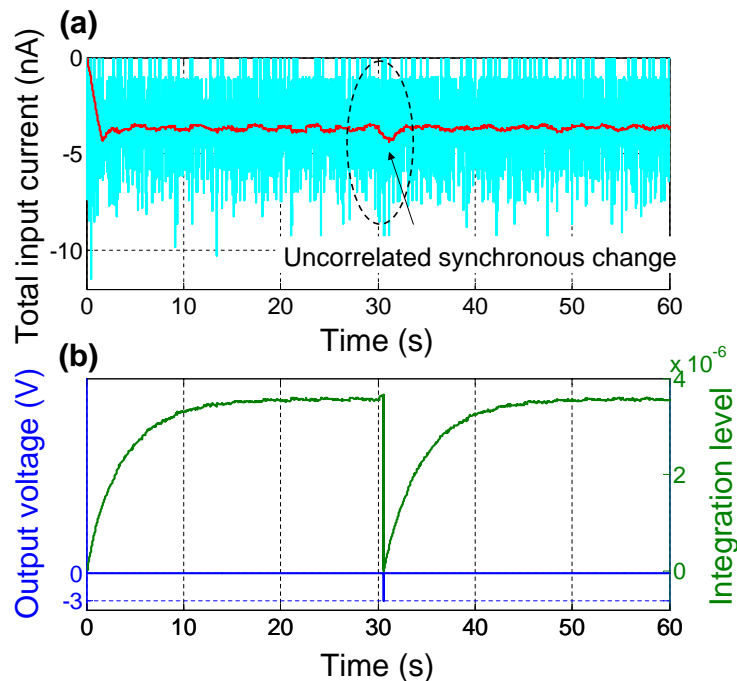 (a)
Total input current (nA)
0
-5
-10
Uncorrelated synchronous change
0 10 20 30 40 50 60
Time (s)
(b)
x 10^-6
Output voltage (V)
0
-3
4
2
0
Integration level
0 10 20 30 40 50 60
Time (s)